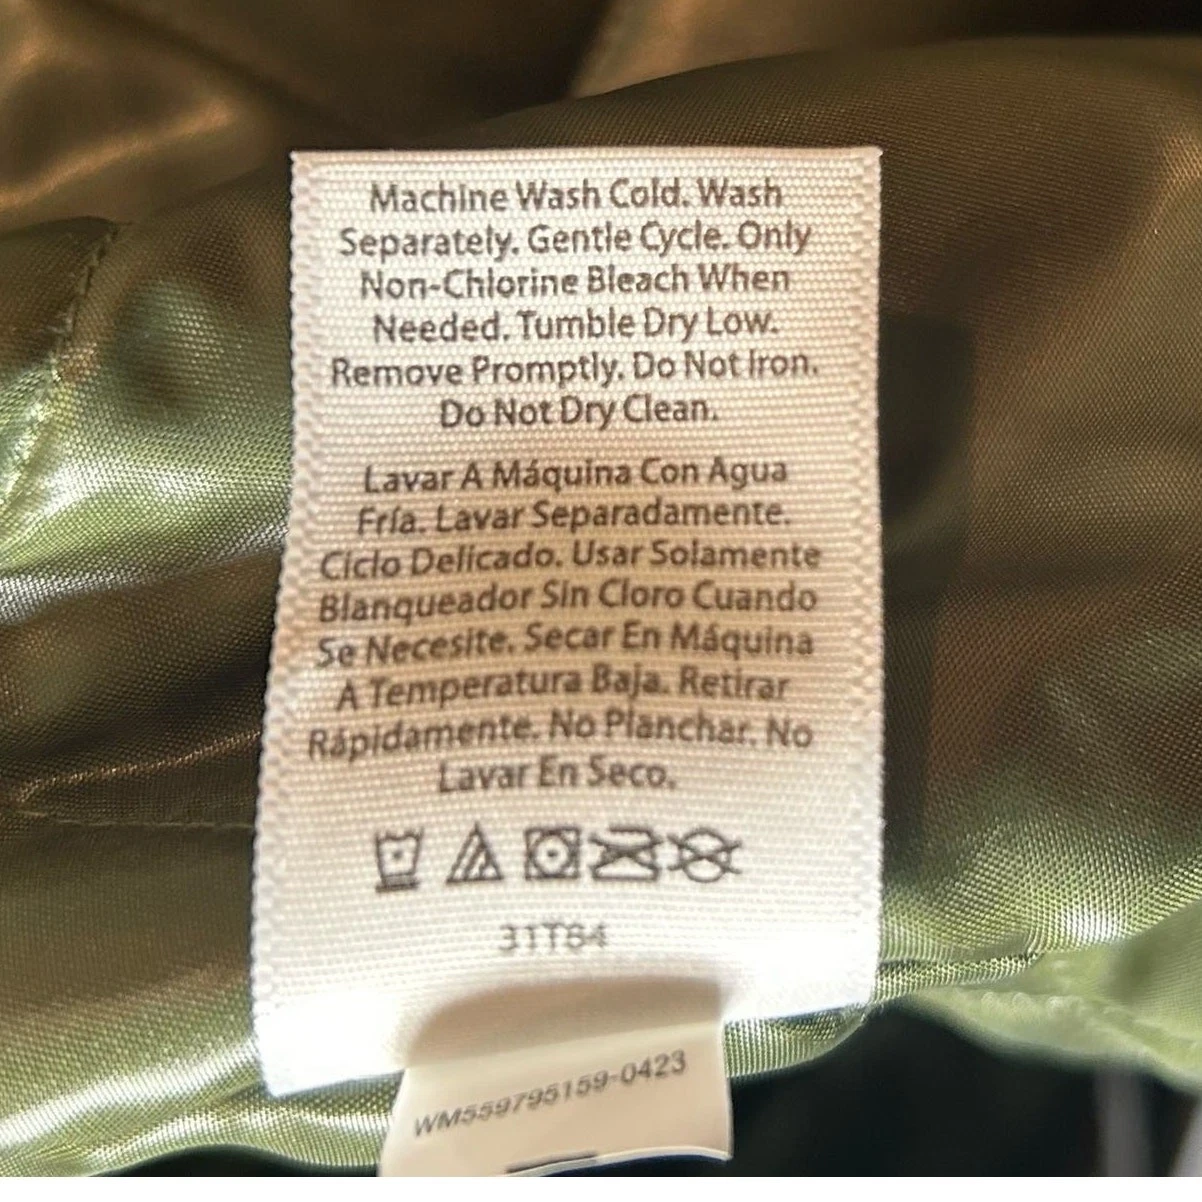 Machine Wash Cold. Wash
Separately. Gentle Cycle. Only
Non-Chlorine Bleach When
Needed. Tumble Dry Low.
Remove Promptly. Do Not Iron.
Do Not Dry Clean.
Lavar A Máquina Con Agua
Fría. Lavar Separadamente.
Ciclo Delicado. Usar Solamente
Blanqueador Sin Cloro Cuando
Se Necesite. Secar En Máquina
A Temperatura Baja. Retirar
Rápidamente. No Planchar. No
Lavar En Seco.
31T84
WM559795159-0423